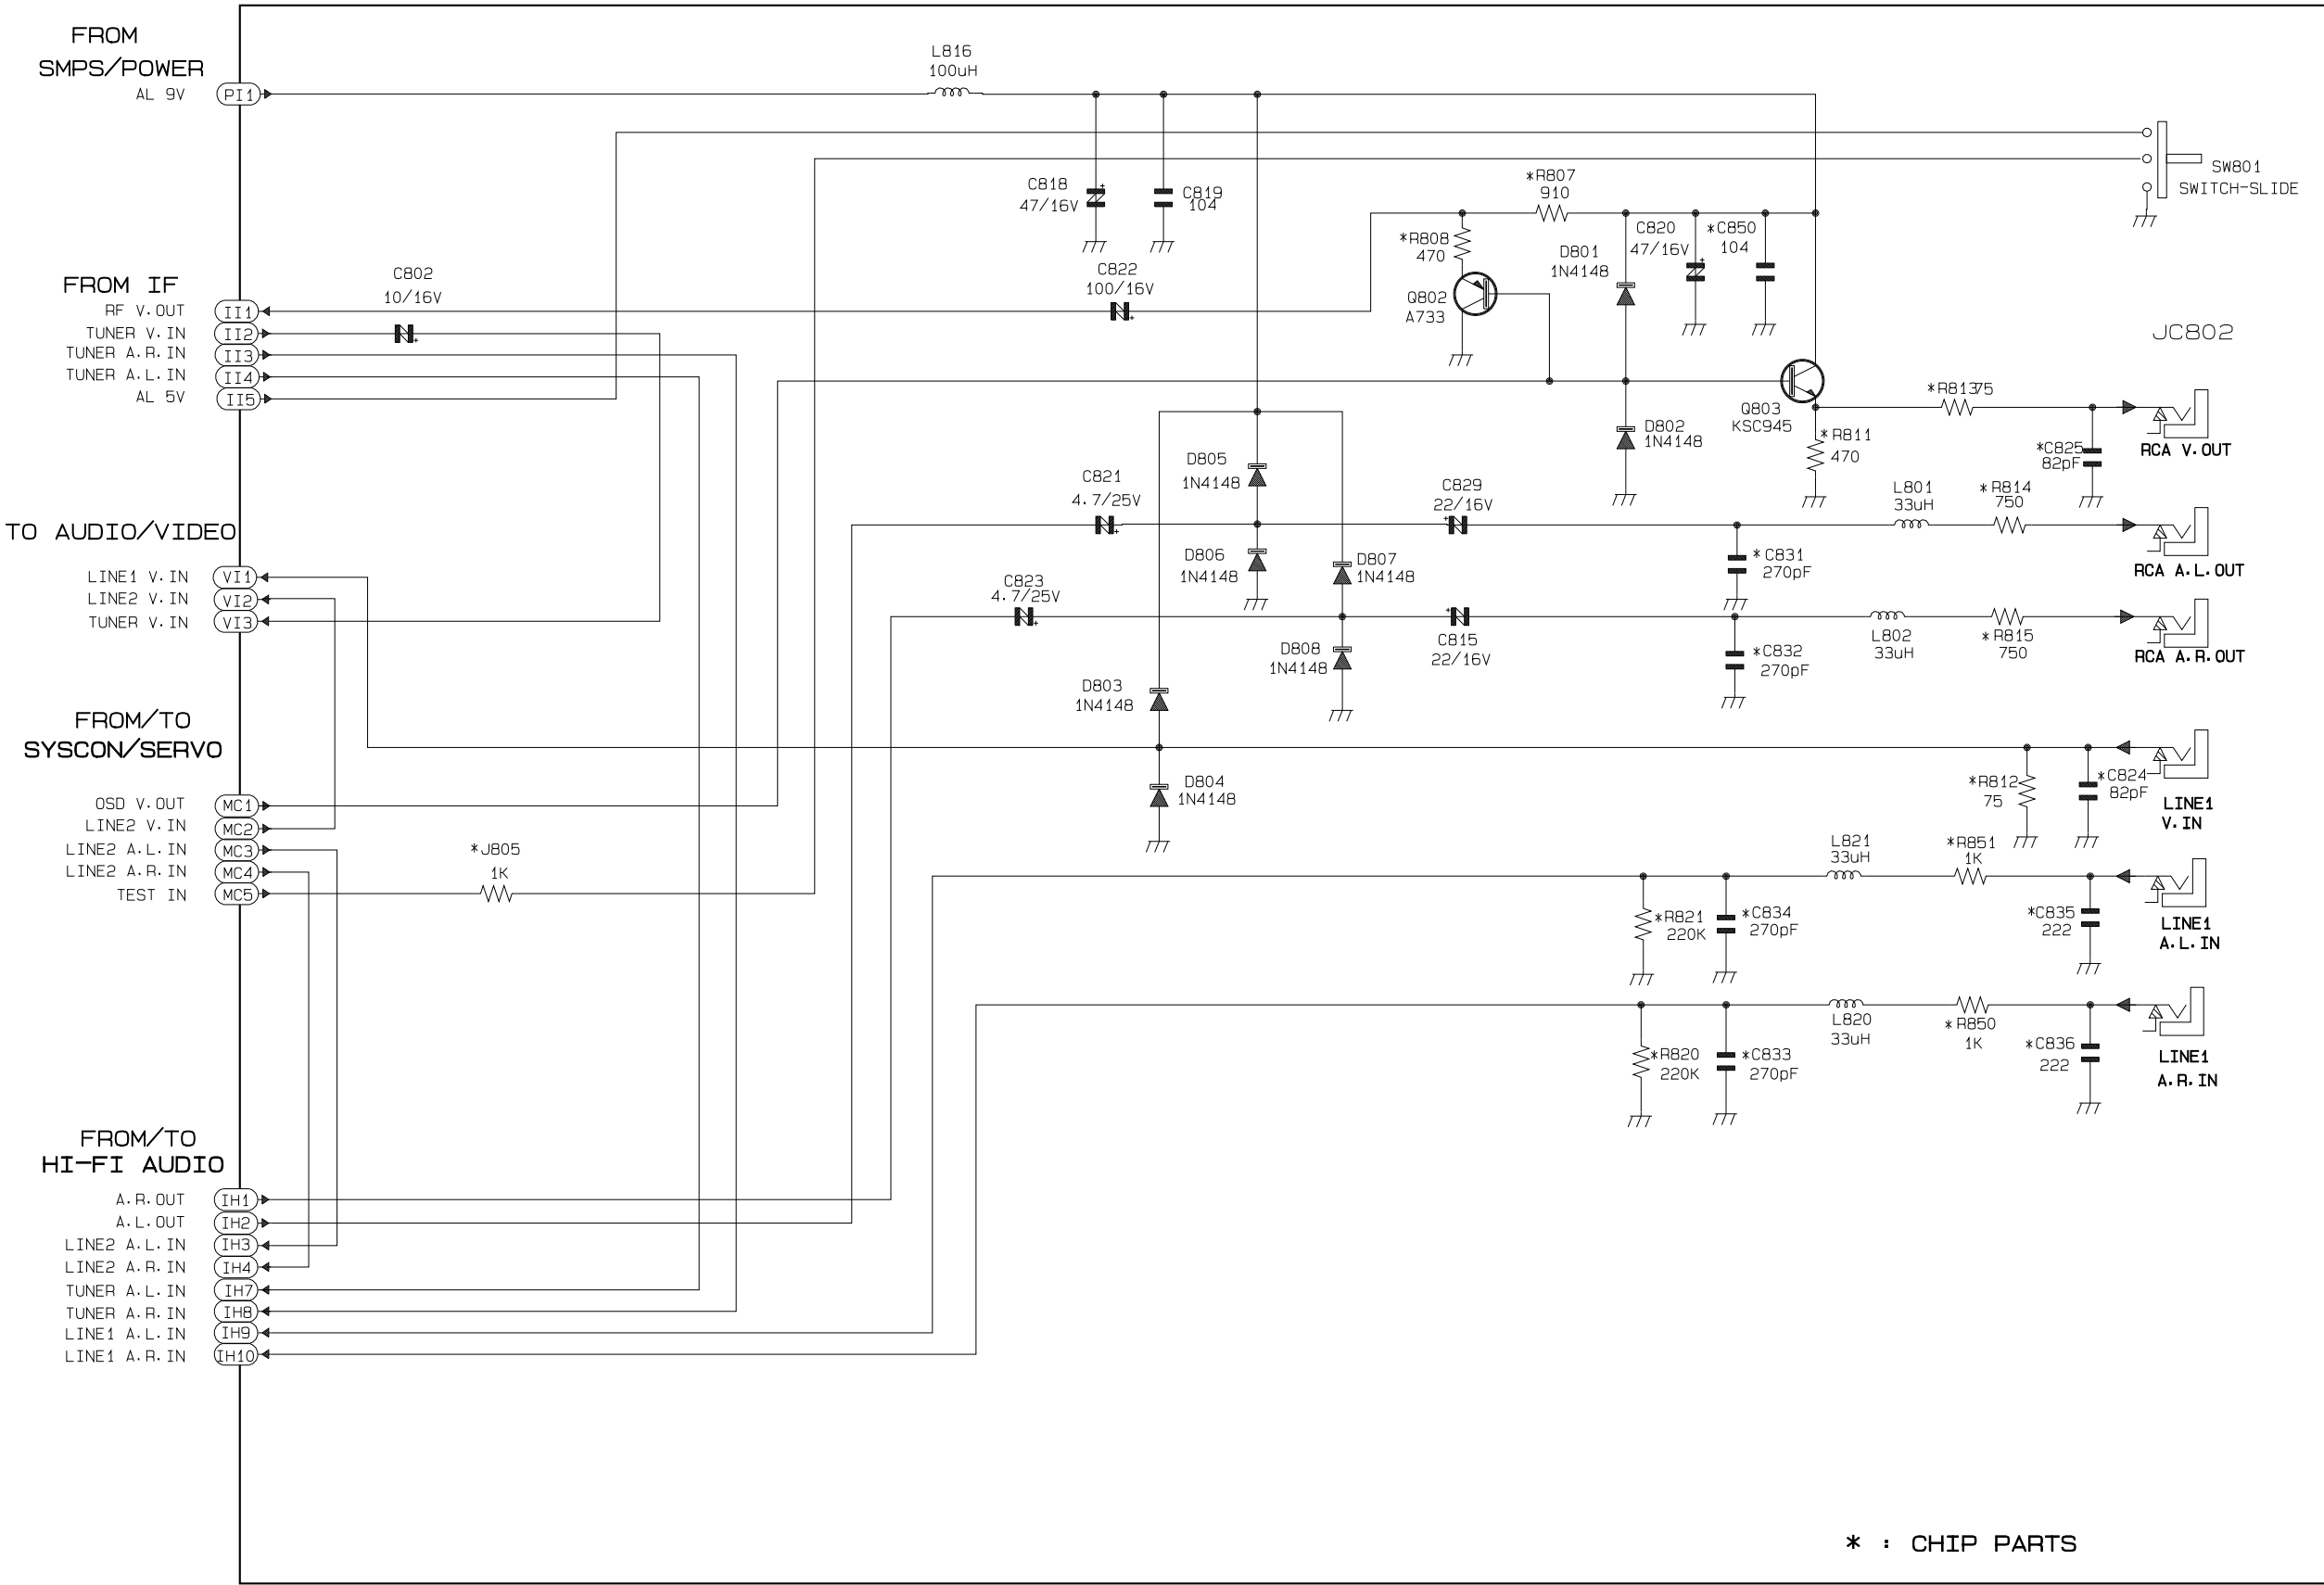 FROM
SMPS/POWER
AL 9V
PI1
L816
100uH
C818
47/16V
C819
104
*R807
910
SW801
SWITCH-SLIDE
*R808
470
Q802
A733
D801
1N4148
C820
47/16V
*C850
104
FROM IF
RF V.OUT
II1
TUNER V.IN
II2
TUNER A.R.IN
II3
TUNER A.L.IN
II4
AL 5V
II5
C802
10/16V
C822
100/16V
JC802
Q803
KSC945
*R813
75
*R811
470
*C825
82pF
RCA V.OUT
D802
1N4148
D805
1N4148
C821
4.7/25V
C829
22/16V
L801
33uH
*R814
750
TO AUDIO/VIDEO
LINE1 V.IN
VI1
LINE2 V.IN
VI2
TUNER V.IN
VI3
D806
1N4148
D807
1N4148
C823
4.7/25V
*C831
270pF
RCA A.L.OUT
C815
22/16V
L802
33uH
*R815
750
RCA A.R.OUT
D808
1N4148
*C832
270pF
D803
1N4148
FROM/TO
SYSCON/SERVO
OSD V.OUT
MC1
LINE2 V.IN
MC2
LINE2 A.L.IN
MC3
LINE2 A.R.IN
MC4
TEST IN
MC5
*J805
1K
D804
1N4148
*R812
75
*C824
82pF
LINE1
V.IN
L821
33uH
*R851
1K
*R821
220K
*C834
270pF
*C835
222
LINE1
A.L.IN
L820
33uH
*R850
1K
*R820
220K
*C833
270pF
*C836
222
LINE1
A.R.IN
FROM/TO
HI-FI AUDIO
A.R.OUT
IH1
A.L.OUT
IH2
LINE2 A.L.IN
IH3
LINE2 A.R.IN
IH4
TUNER A.L.IN
IH7
TUNER A.R.IN
IH8
LINE1 A.L.IN
IH9
LINE1 A.R.IN
IH10
* : CHIP PARTS